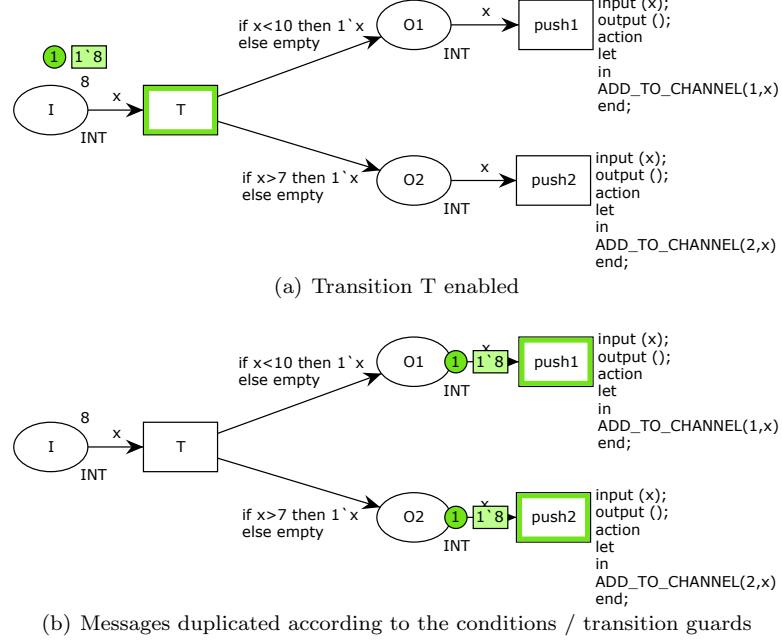 if x<10 then 1`x
else empty
O1
INT
x
push1
input (x);
output ();
action
let
in
ADD_TO_CHANNEL(1,x)
end;
1
1`8
8
I
INT
x
T
if x>7 then 1`x
else empty
O2
INT
x
push2
input (x);
output ();
action
let
in
ADD_TO_CHANNEL(2,x)
end;
(a) Transition T enabled
if x<10 then 1`x
else empty
O1
INT
1
x
1`8
push1
input (x);
output ();
action
let
in
ADD_TO_CHANNEL(1,x)
end;
8
I
INT
x
T
if x>7 then 1`x
else empty
O2
INT
1
x
1`8
push2
input (x);
output ();
action
let
in
ADD_TO_CHANNEL(2,x)
end;
(b) Messages duplicated according to the conditions / transition guards